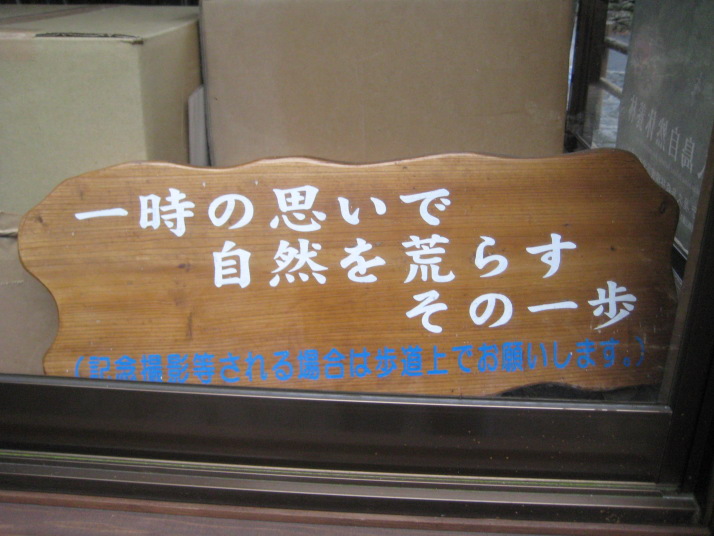 一時の思いで
自然を荒らす
その一歩
(記念撮影等される場合は歩道上でお願いします。)